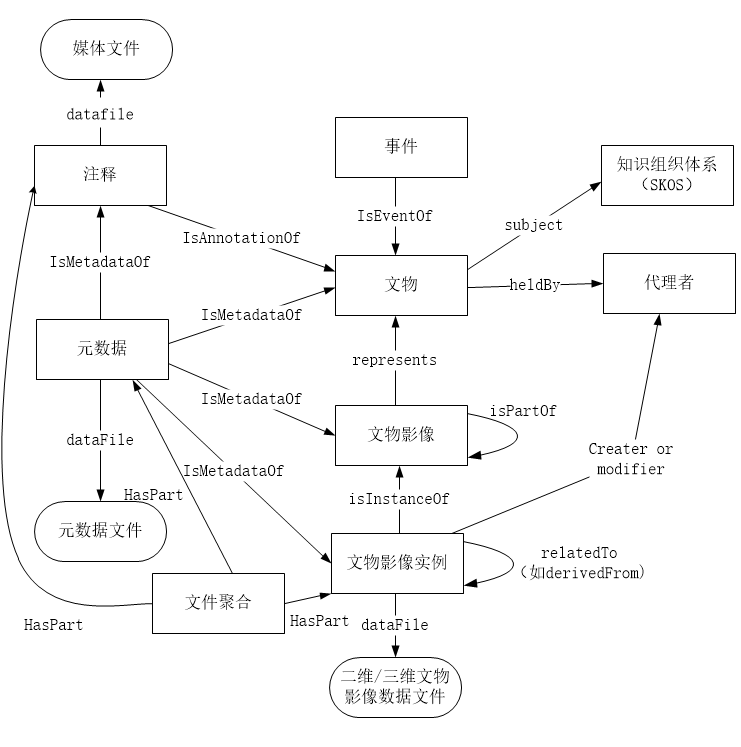 媒体文件
datafile
注释
事件
知识组织体系
（SKOS）
IsEventOf
subject
IsAnnotationOf
IsMetadataOf
文物
heldBy
代理者
IsMetadataOf
元数据
represents
IsMetadataOf
文物影像
isPartOf
dataFile
IsMetadataOf
Creater or
modifier
HasPart
isInstanceOf
元数据文件
文物影像实例
relatedTo
（如derivedFrom）
文件聚合
HasPart
HasPart
dataFile
二维/三维文物
影像数据文件